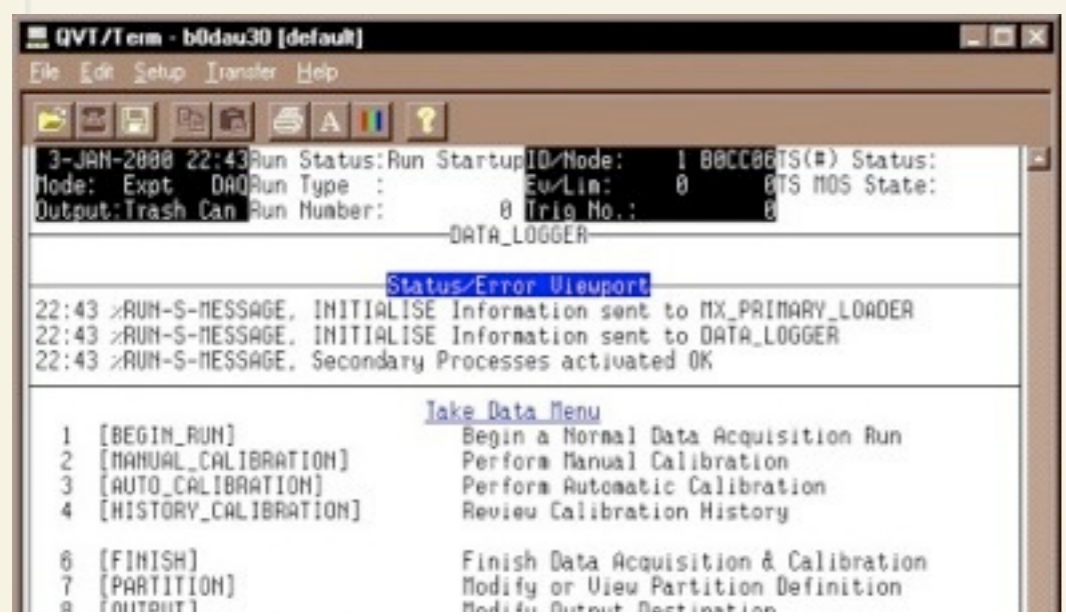 QVT/Term - b0dau30 [default]
File Edit Setup Transfer Help
3-JAN-2000 22:43 Run Status: Run Startup ID/Node: 1 B0CC06 TS(#) Status:
Mode: Expt DAQ Run Type : Ev/Lim: 0 0 TS MOS State:
Output: Trash Can Run Number: 0 Trig No.: 0
DATA_LOGGER
Status/Error Viewport
22:43 %RUN-S-MESSAGE, INITIALISE Information sent to MX_PRIMARY_LOADER
22:43 %RUN-S-MESSAGE, INITIALISE Information sent to DATA_LOGGER
22:43 %RUN-S-MESSAGE, Secondary Processes activated OK
Take Data Menu
1 [BEGIN_RUN] Begin a Normal Data Acquisition Run
2 [MANUAL_CALIBRATION] Perform Manual Calibration
3 [AUTO_CALIBRATION] Perform Automatic Calibration
4 [HISTORY_CALIBRATION] Review Calibration History
6 [FINISH] Finish Data Acquisition & Calibration
7 [PARTITION] Modify or View Partition Definition
8 [OUTPUT] Modify Output Destination